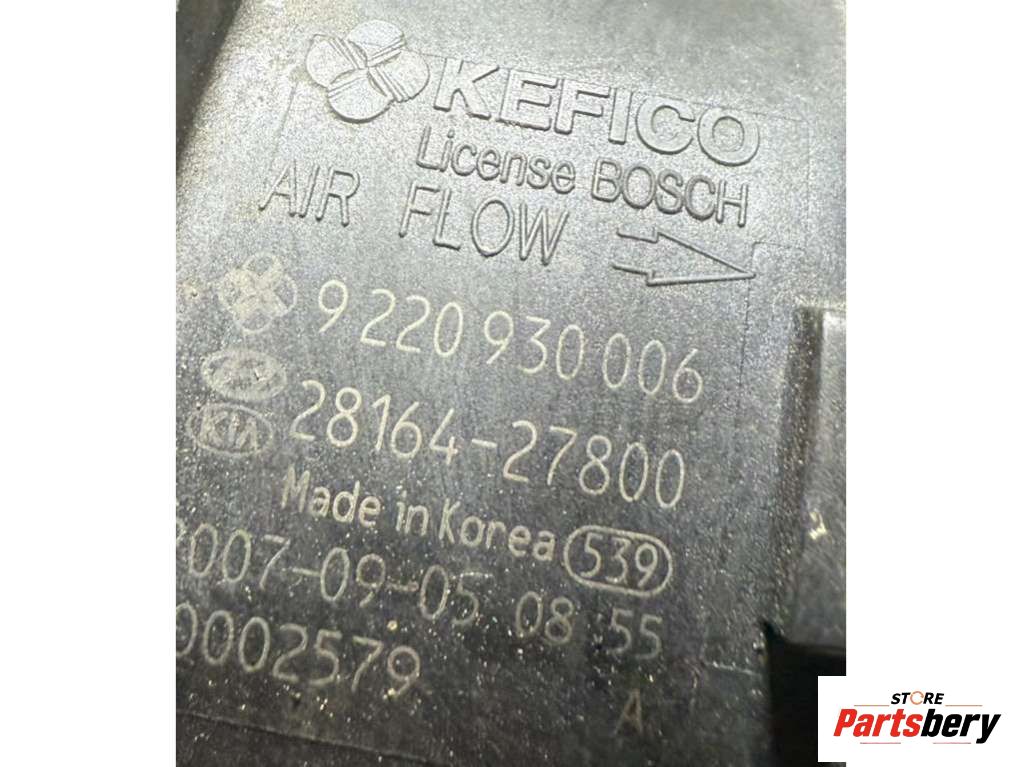 KEFICO
License BOSCH
AIR FLOW
9 220 930 006
KIA 28164-27800
Made in Korea 539
2007-09-05 08:55
0002579
A
STORE
Partsbery